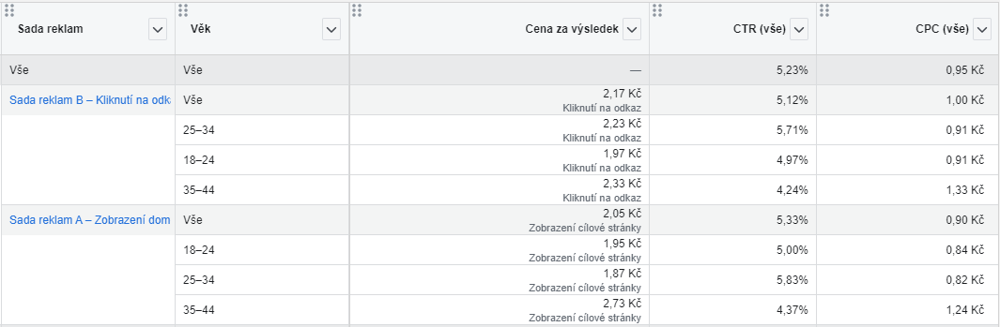 Sada reklam Věk Cena za výsledek CTR (vše) CPC (vše)
Vše Vše — 5,23% 0,95 Kč
Sada reklam B – Kliknutí na odka Vše 2,17 Kč 5,12% 1,00 Kč
Kliknutí na odkaz
25–34 2,23 Kč 5,71% 0,91 Kč
Kliknutí na odkaz
18–24 1,97 Kč 4,97% 0,91 Kč
Kliknutí na odkaz
35–44 2,33 Kč 4,24% 1,33 Kč
Kliknutí na odkaz
Sada reklam A – Zobrazení dom Vše 2,05 Kč 5,33% 0,90 Kč
Zobrazení cílové stránky
18–24 1,95 Kč 5,00% 0,84 Kč
Zobrazení cílové stránky
25–34 1,87 Kč 5,83% 0,82 Kč
Zobrazení cílové stránky
35–44 2,73 Kč 4,37% 1,24 Kč
Zobrazení cílové stránky